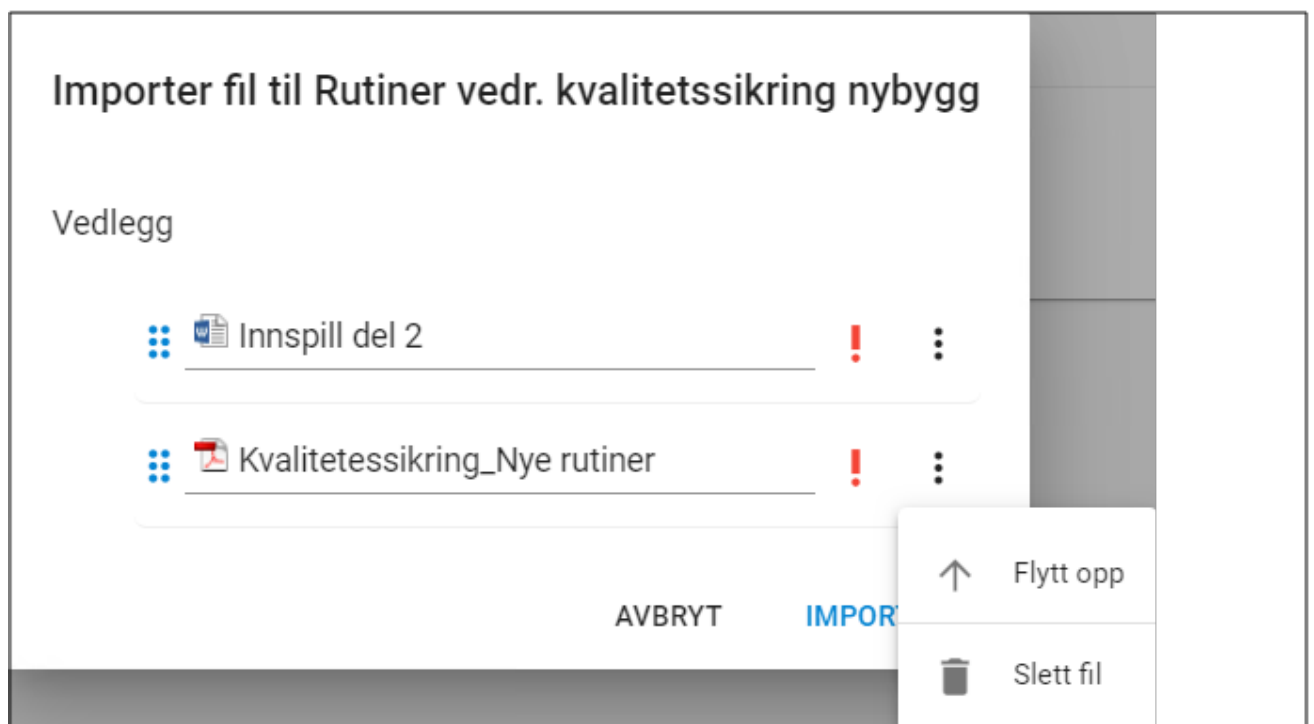 Importer fil til Rutiner vedr. kvalitetssikring nybygg
Vedlegg
Innspill del 2
Kvalitetessikring_Nye rutiner
AVBRYT
IMPOR
Flytt opp
Slett fil